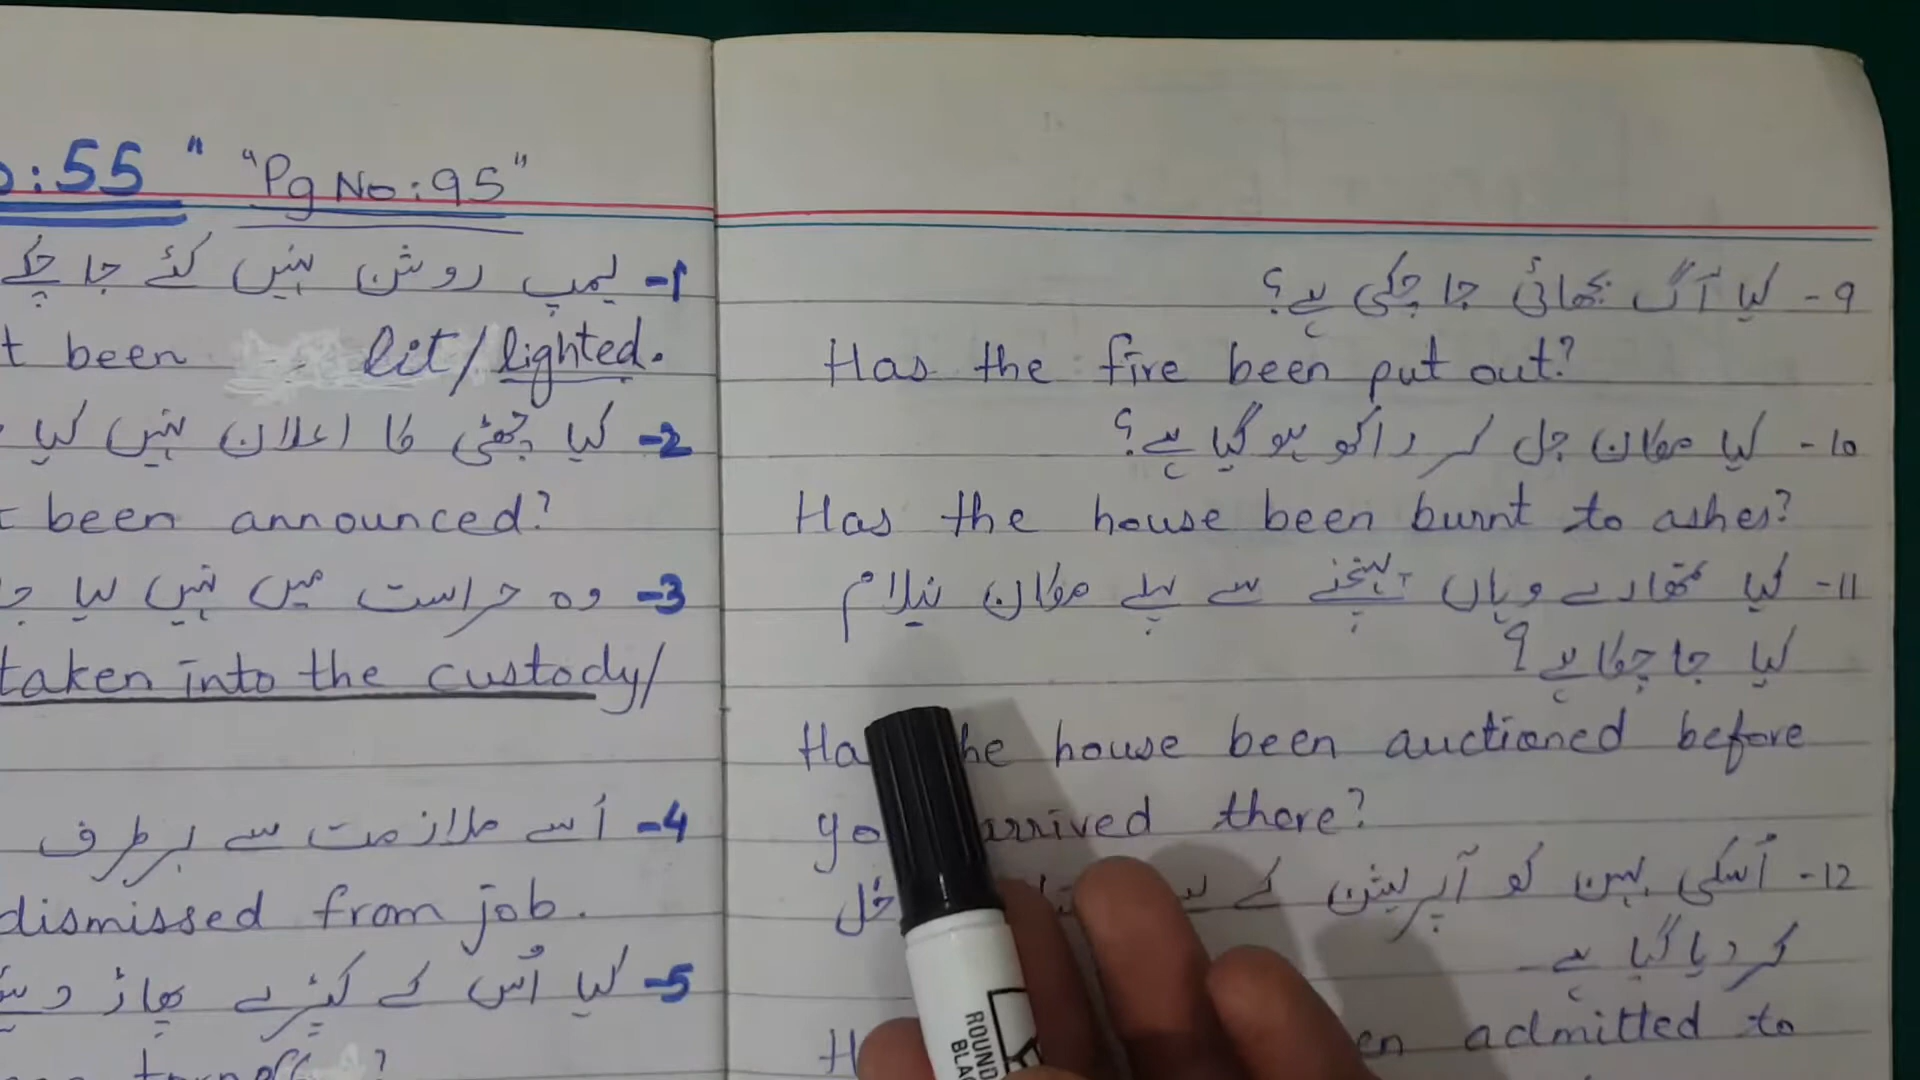 :55 " "Pg No:95"
1- لیمپ روشن نہیں کئے جا چکے
t been lit/lighted.
2- کیا چھٹی کا اعلان نہیں کیا
t been announced?
3- وہ حراست میں نہیں لیا
taken into the custody/
4- اُسے ملازمت سے برطرف
dismissed from job.
5- کیا اُس کے کپڑے پھاڑ
?
9- کیا آگ بجھائی جا چکی ہے؟
Has the fire been put out?
10- کیا مکان جل کر راکھ ہو گیا ہے؟
Has the house been burnt to ashes?
11- کیا تمھارے وہاں پہنچنے سے پہلے مکان نیلام
کیا جا چکا ہے؟
Ha he house been auctioned before
yo arrived there?
12- اُسکی بہن کو آپریشن کے
کر دیا گیا ہے۔
H en admitted to
ROUND
BLA